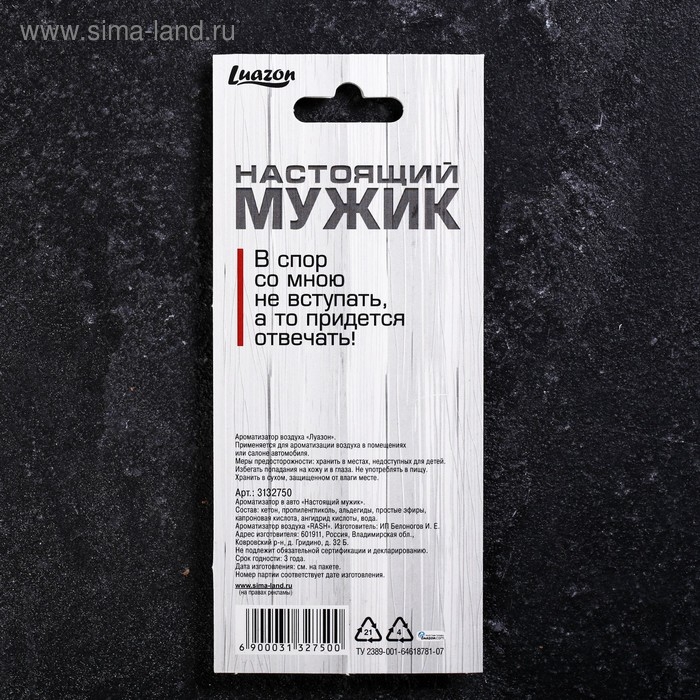 сима-ленд.ру
www.sima-land.ru
Luazon
НАСТОЯЩИЙ
МУЖИК
В спор
со мною
не вступать,
а то придется
отвечать!
Ароматизатор воздуха «Луазон».
Применяется для ароматизации воздуха в помещениях
или салоне автомобиля.
Меры предосторожности: хранить в местах, недоступных для детей.
Избегать попадания на кожу и в глаза. Не употреблять в пищу.
Хранить в сухом, защищенном от влаги месте.
Арт.: 3132750
Ароматизатор в авто «Настоящий мужик».
Состав: кетон, пропиленгликоль, альдегиды, простые эфиры,
капроновая кислота, ангидрид кислоты, вода.
Ароматизатор воздуха «RASH». Изготовитель: ИП Белоногов И. Е.
Адрес изготовителя: 601911, Россия, Владимирская обл.,
Ковровский р-н, д. Гридино, д. 32 Б.
Не подлежит обязательной сертификации и декларированию.
Срок годности: 3 года.
Дата изготовления: см. на пакете.
Номер партии соответствует дате изготовления.
www.sima-land.ru
(на правах рекламы)
21
4
6 900031 327500
ТУ 2389-001-64618781-07